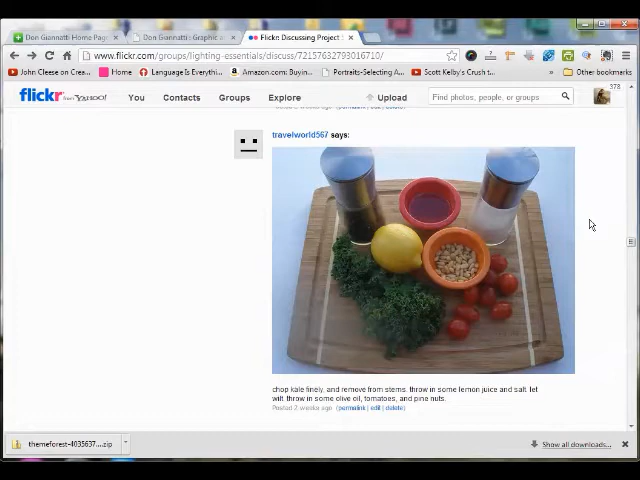 Don Giannatti Home Pag
Don Giannatti: Graphic a
Flickr: Discussing Project
www.flickr.com/groups/lighting-essentials/discuss/72157632793016710/
John Cleese on Crea
Home
Language Is Everythi
Amazon.com: Buyin
Portraits-Selecting A
Scott Kelby's Crush t
»
Other bookmarks
flickr from YAHOO!
You
Contacts
Groups
Explore
Upload
Find photos, people, or groups
378
travelworld567 says:
chop kale finely, and remove from stems. throw in some lemon juice and salt. let
wilt. throw in some olive oil, tomatoes, and pine nuts.
Posted 2 weeks ago (permalink | edit | delete)
themeforest-4035637....zip
Show all downloads...